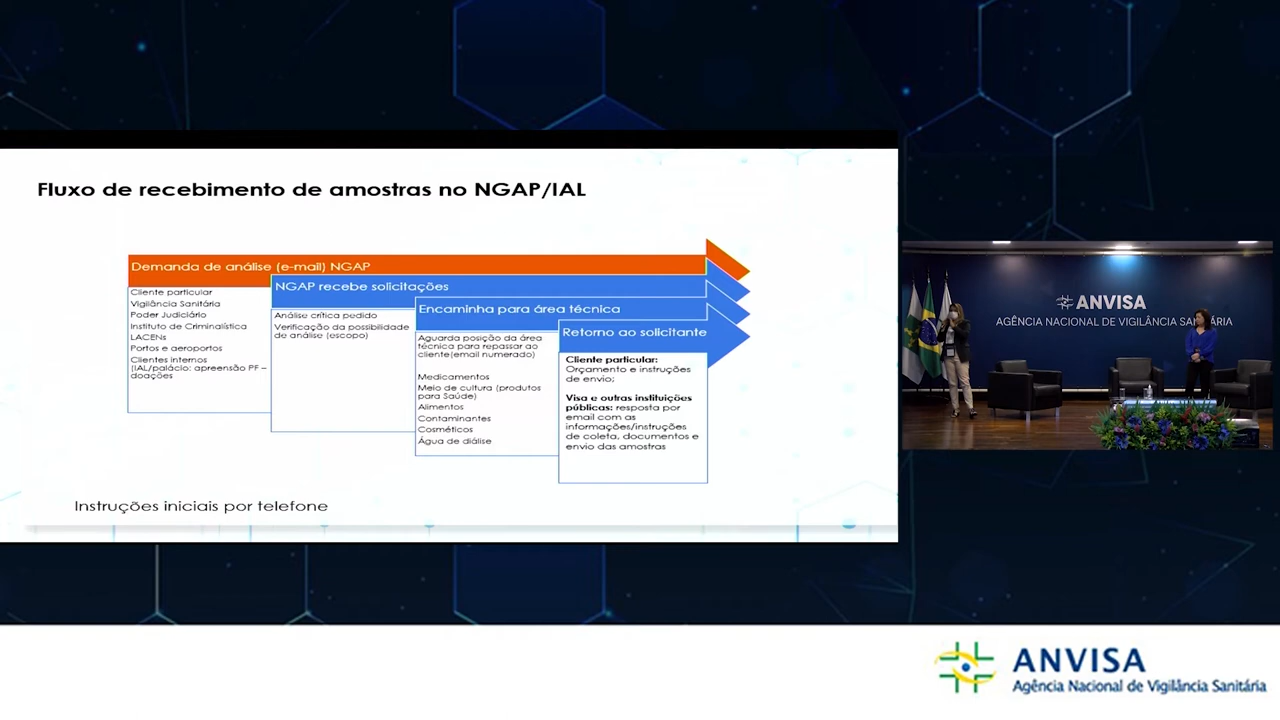 Fluxo de recebimento de amostras no NGAP/IAL
Demanda de análise (e-mail) NGAP
Cliente particular
Vigilância Sanitária
Poder Judiciário
Instituto de Criminalística
LACENs
Portos e aeroportos
Clientes internos
(IAL/palácio: apreensão PF –
doações
NGAP recebe solicitações
Análise crítica pedido
Verificação da possibilidade
de análise (escopo)
Encaminha para área técnica
Aguarda posição da área
técnica para repassar ao
cliente(email numerado)
Medicamentos
Meio de cultura (produtos
para Saúde)
Alimentos
Contaminantes
Cosméticos
Água de diálise
Retorno ao solicitante
Cliente particular:
Orçamento e instruções
de envio;
Visa e outras instituições
públicas: resposta por
email com as
informações/instruções
de coleta, documentos e
envio das amostras
Instruções iniciais por telefone
ANVISA
AGÊNCIA NACIONAL DE VIGILÂNCIA SANITÁRIA
ANVISA
Agência Nacional de Vigilância Sanitária